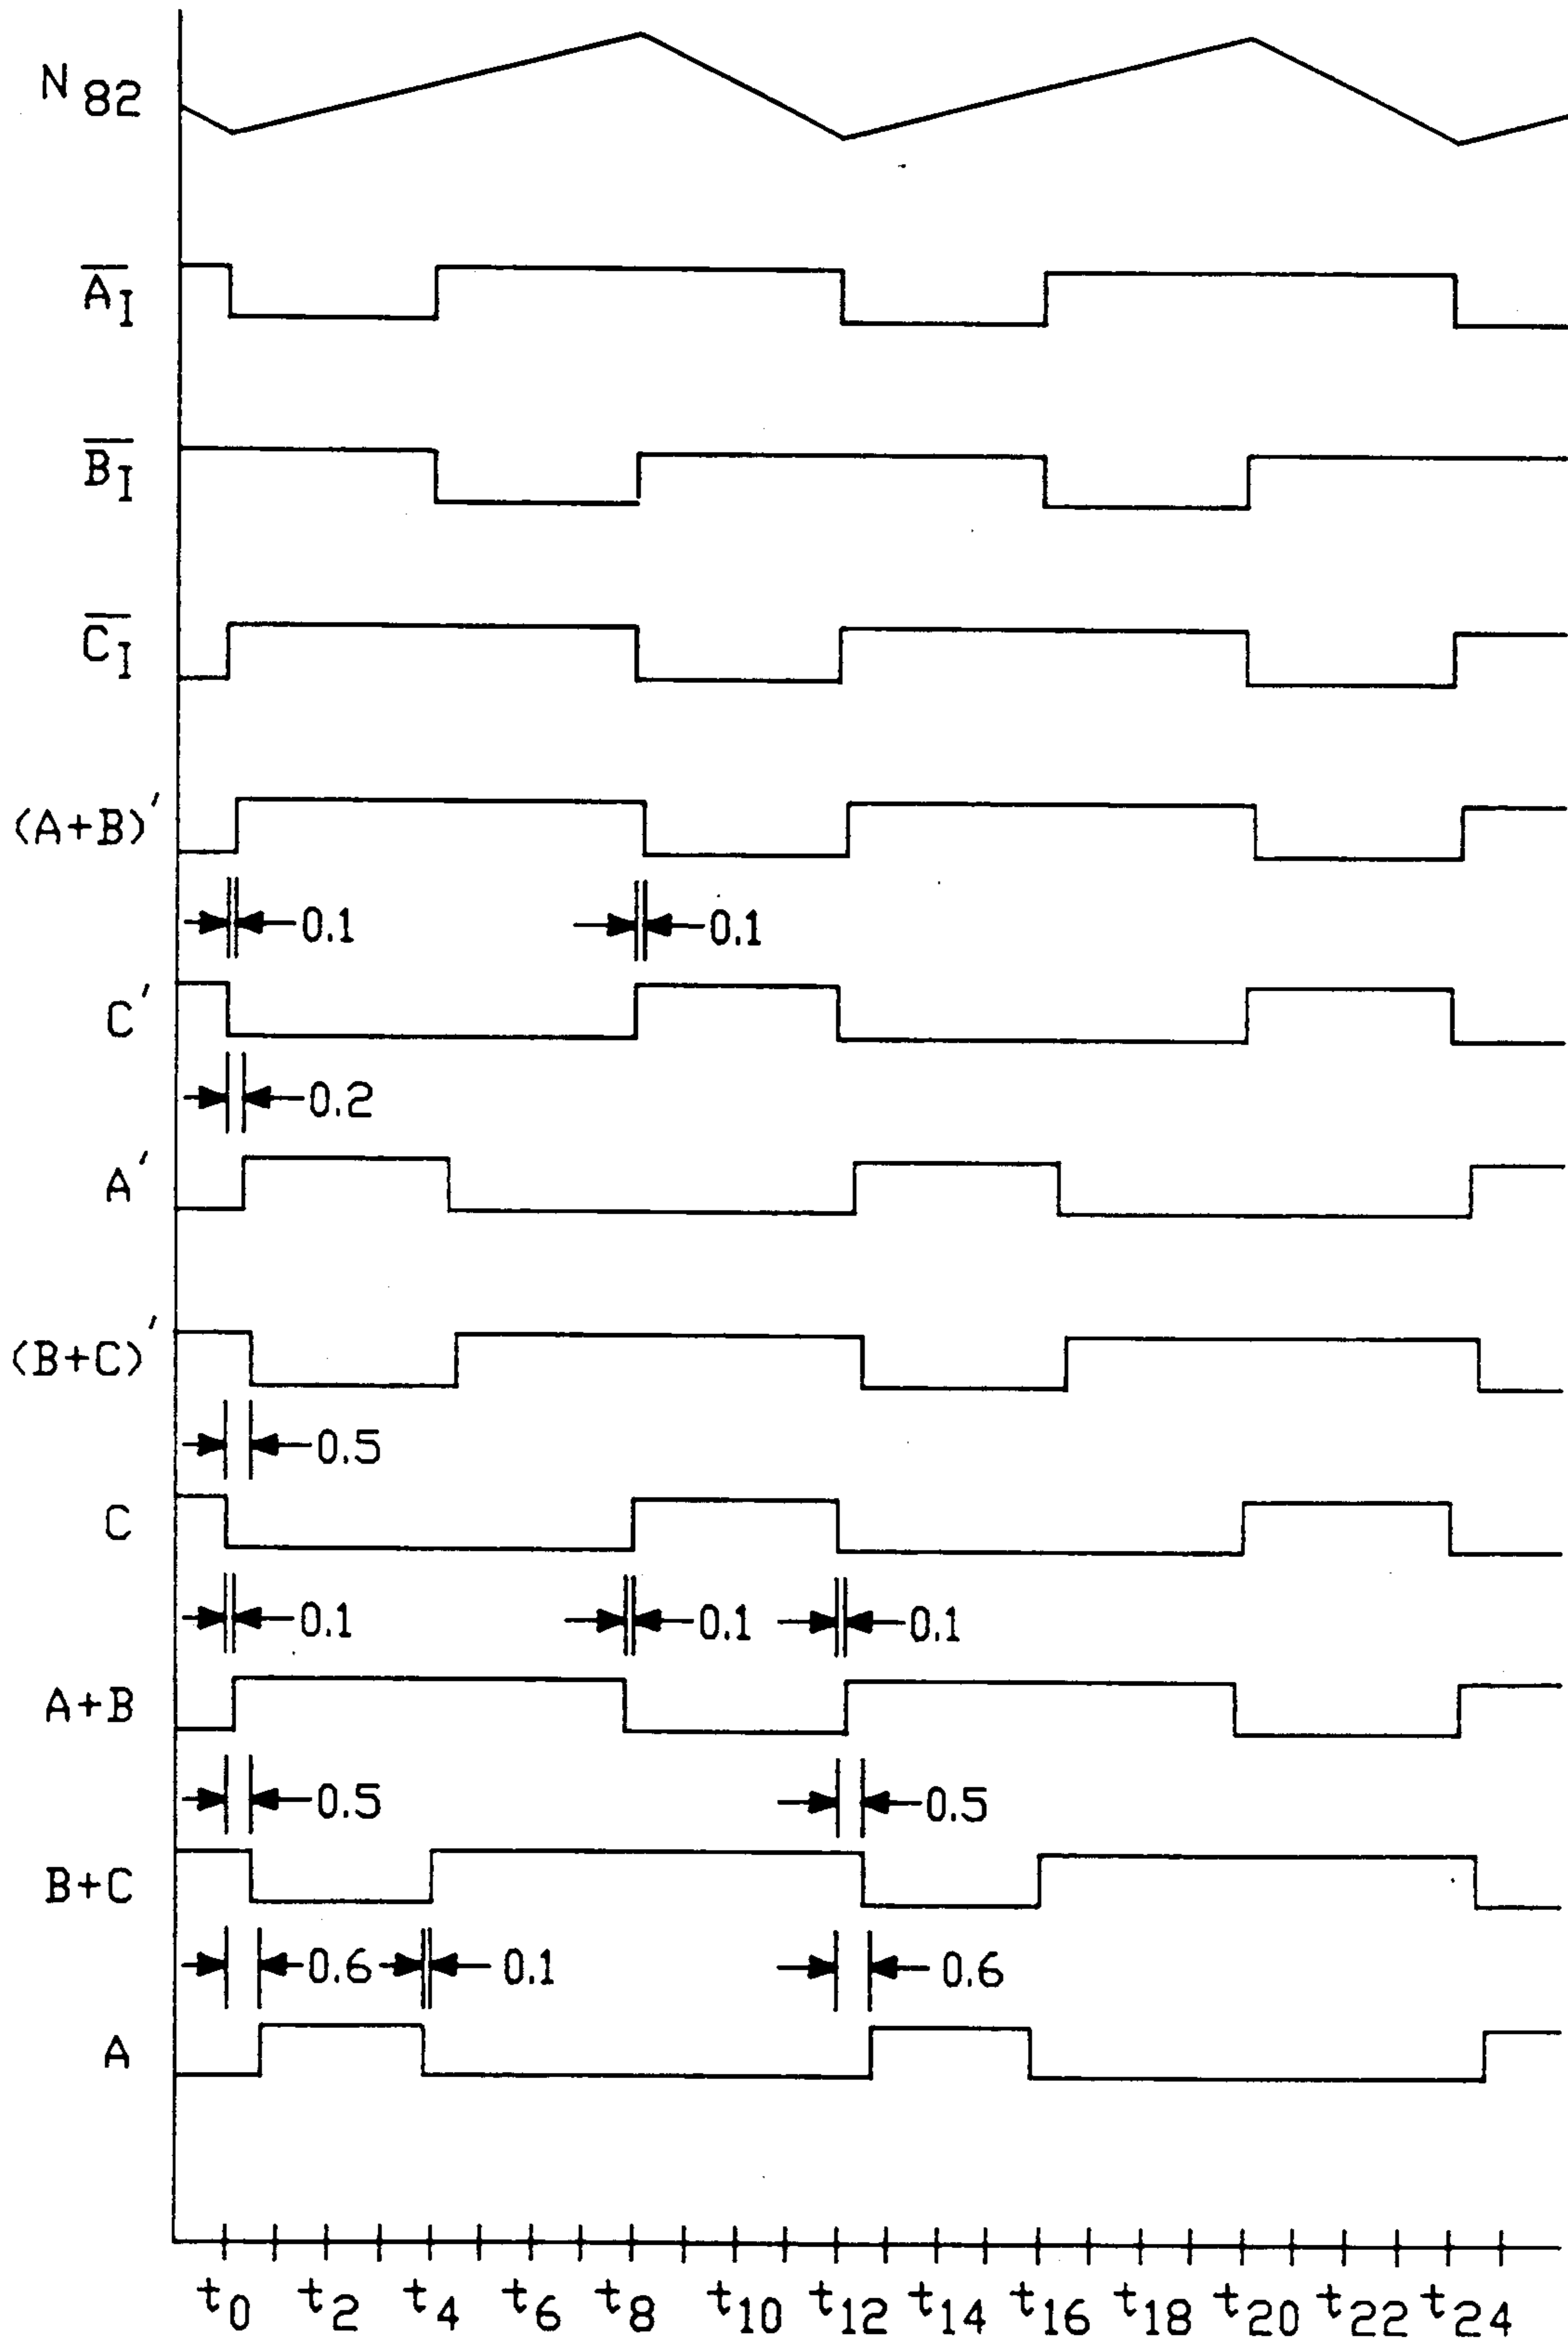 N 82
A̅I̅
B̅I̅
C̅I̅
(A+B)′
0.1 0.1
C′
0.2
A′
(B+C)′
0.5
C
0.1 0.1 0.1
A+B
0.5 0.5
B+C
0.6 0.1 0.6
A
t0 t2 t4 t6 t8 t10 t12 t14 t16 t18 t20 t22 t24